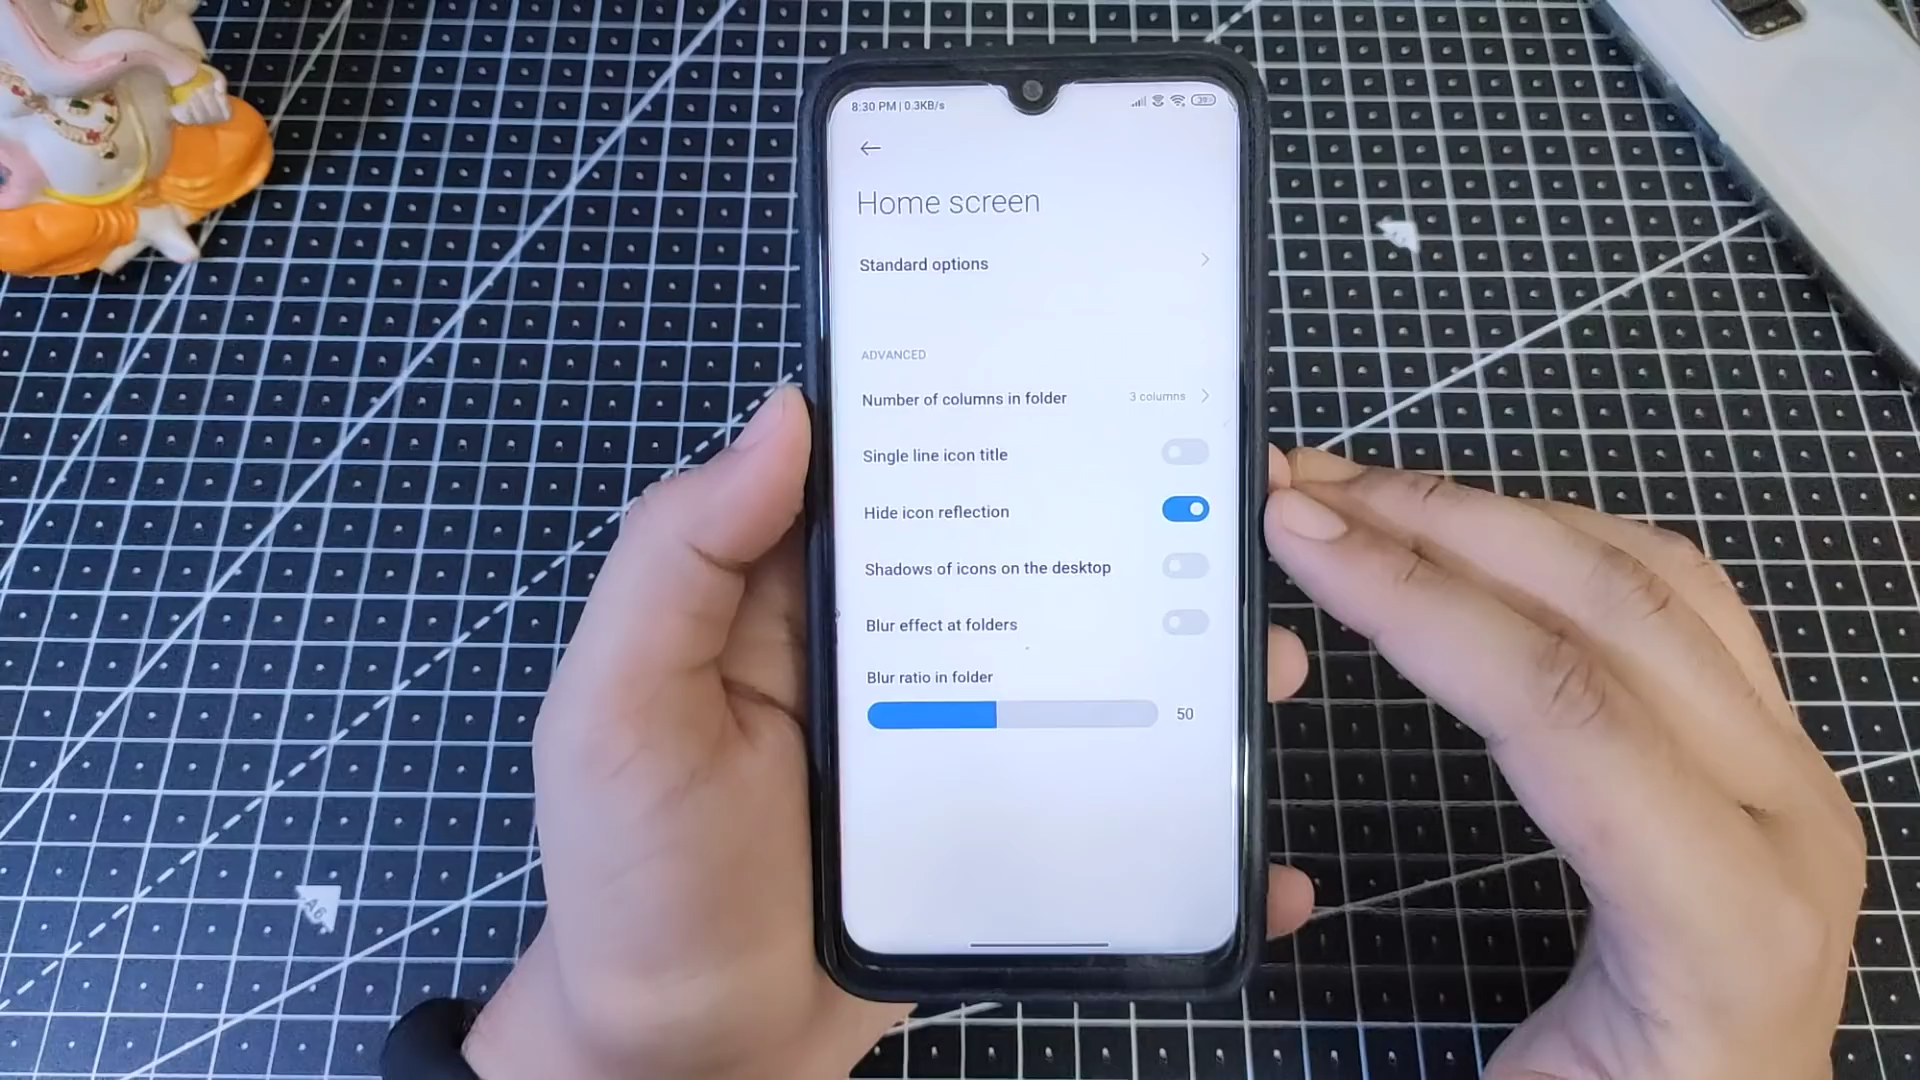 8:30 PM | 0.3KB/s
39
Home screen
Standard options
ADVANCED
Number of columns in folder 3 columns
Single line icon title
Hide icon reflection
Shadows of icons on the desktop
Blur effect at folders
Blur ratio in folder
50
A6